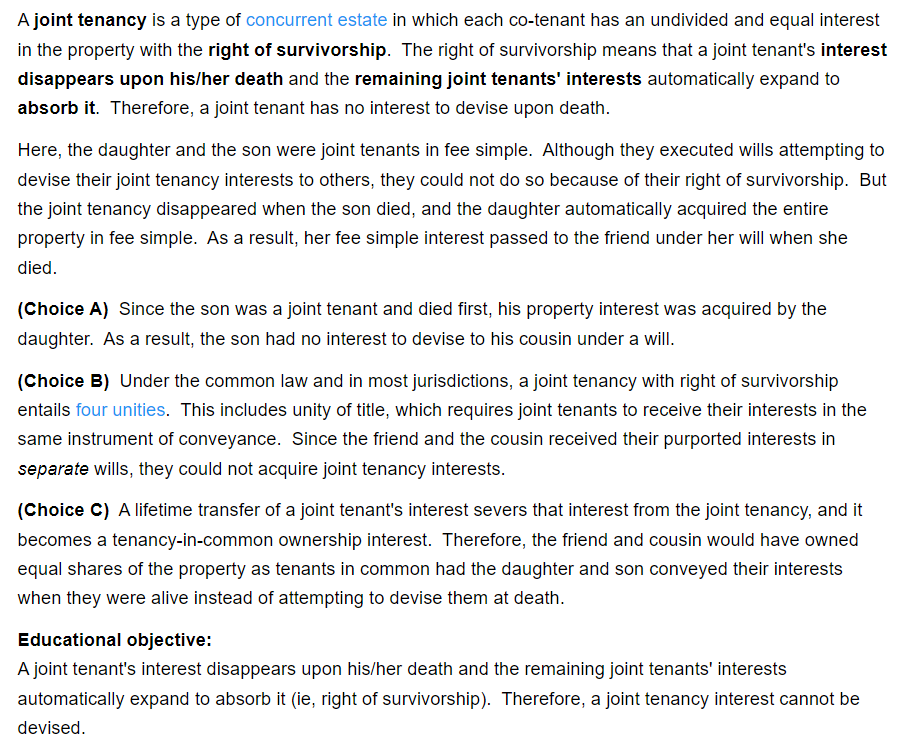 A joint tenancy is a type of concurrent estate in which each co-tenant has an undivided and equal interest
in the property with the right of survivorship.  The right of survivorship means that a joint tenant's interest
disappears upon his/her death and the remaining joint tenants' interests automatically expand to
absorb it.  Therefore, a joint tenant has no interest to devise upon death.
Here, the daughter and the son were joint tenants in fee simple.  Although they executed wills attempting to
devise their joint tenancy interests to others, they could not do so because of their right of survivorship.  But
the joint tenancy disappeared when the son died, and the daughter automatically acquired the entire
property in fee simple.  As a result, her fee simple interest passed to the friend under her will when she
died.
(Choice A)  Since the son was a joint tenant and died first, his property interest was acquired by the
daughter.  As a result, the son had no interest to devise to his cousin under a will.
(Choice B)  Under the common law and in most jurisdictions, a joint tenancy with right of survivorship
entails four unities.  This includes unity of title, which requires joint tenants to receive their interests in the
same instrument of conveyance.  Since the friend and the cousin received their purported interests in
separate wills, they could not acquire joint tenancy interests.
(Choice C)  A lifetime transfer of a joint tenant's interest severs that interest from the joint tenancy, and it
becomes a tenancy-in-common ownership interest.  Therefore, the friend and cousin would have owned
equal shares of the property as tenants in common had the daughter and son conveyed their interests
when they were alive instead of attempting to devise them at death.
Educational objective:
A joint tenant's interest disappears upon his/her death and the remaining joint tenants' interests
automatically expand to absorb it (ie, right of survivorship).  Therefore, a joint tenancy interest cannot be
devised.